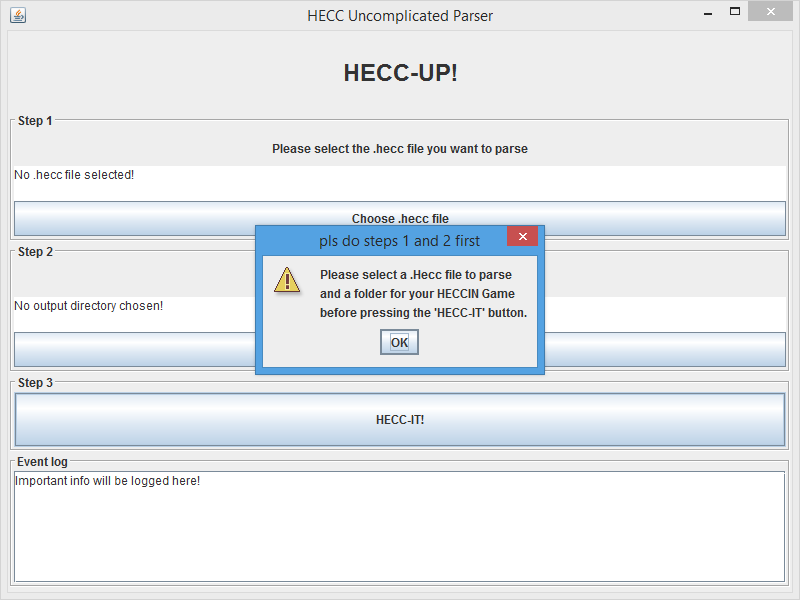 HECC Uncomplicated Parser
HECC-UP!
Step 1
Please select the .hecc file you want to parse
No .hecc file selected!
Choose .hecc file
pls do steps 1 and 2 first
Please select a .Hecc file to parse
and a folder for your HECCIN Game
before pressing the 'HECC-IT' button.
OK
Step 2
No output directory chosen!
Step 3
HECC-IT!
Event log
Important info will be logged here!